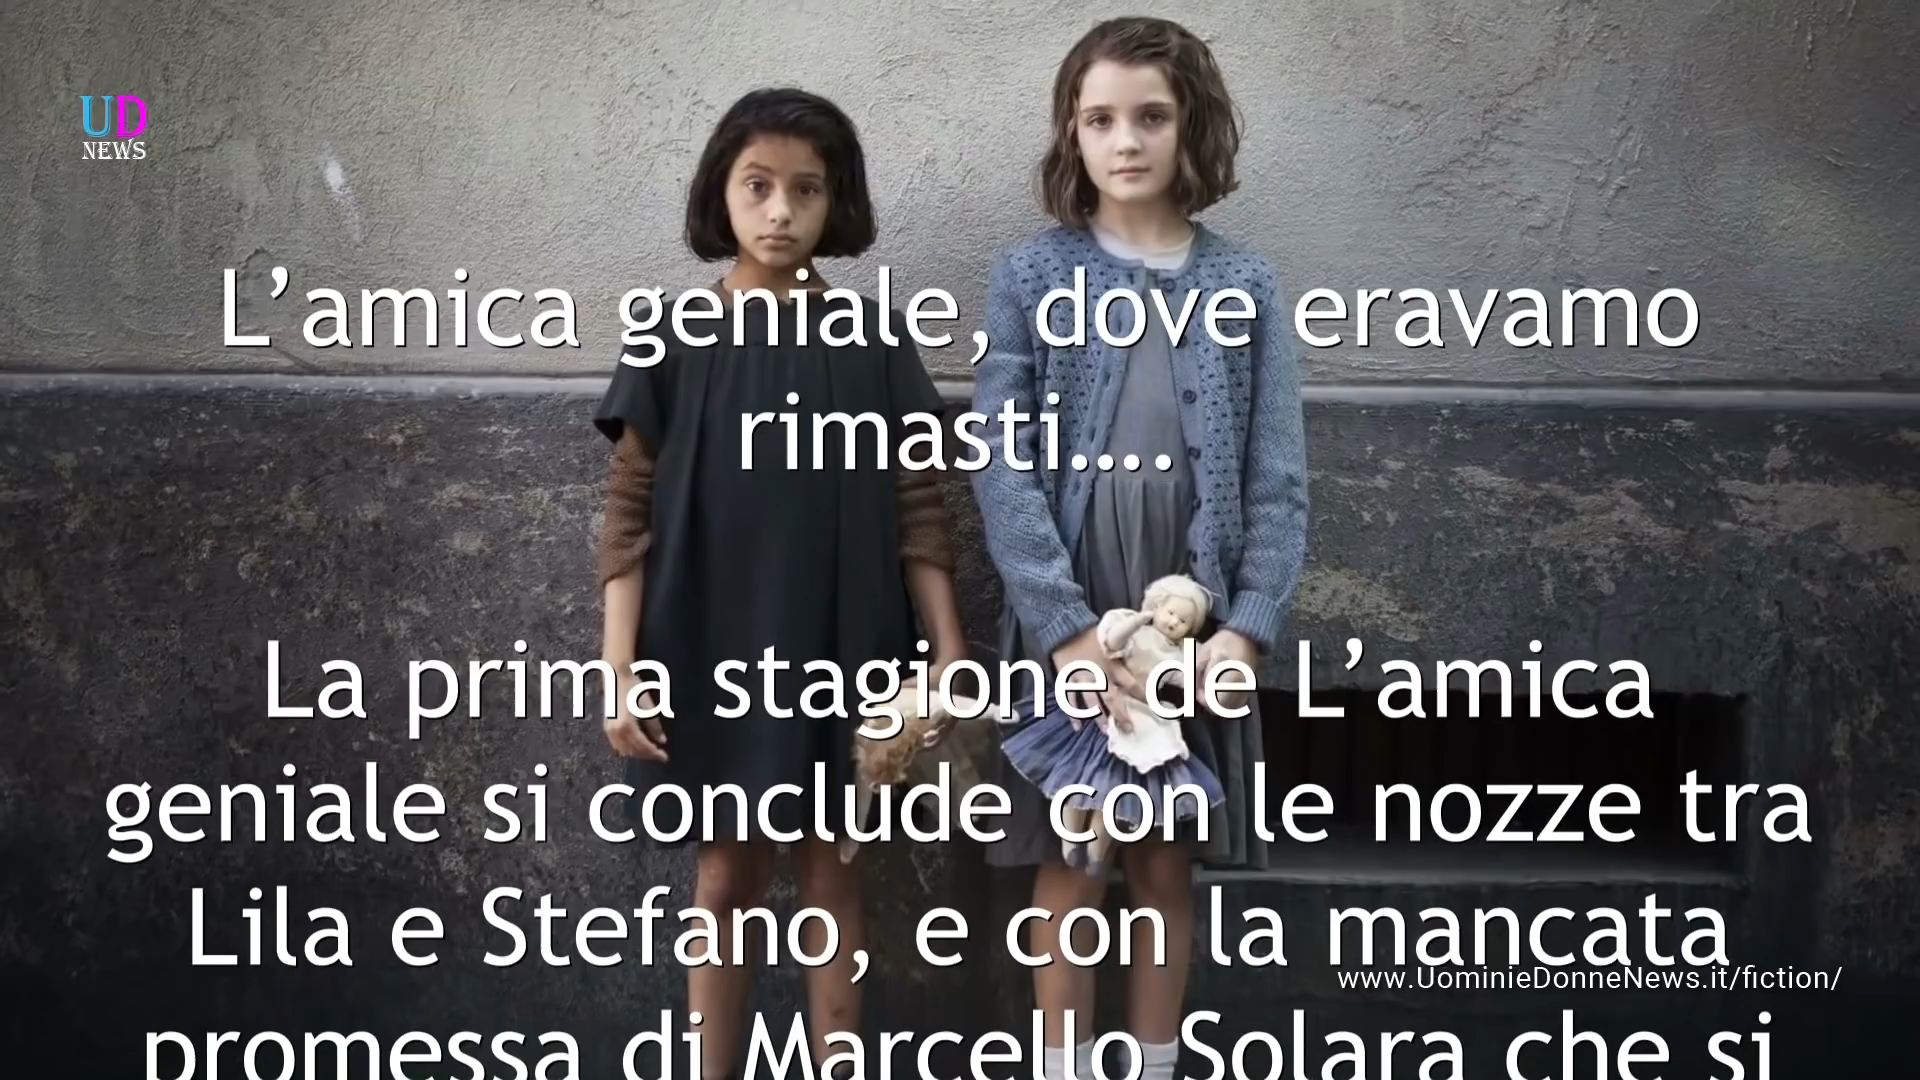 UD
NEWS
L’amica geniale, dove eravamo
rimasti….
La prima stagione de L’amica
geniale si conclude con le nozze tra
Lila e Stefano, e con la mancata
www.UominieDonneNews.it/fiction/
promessa di Marcello Solara che si